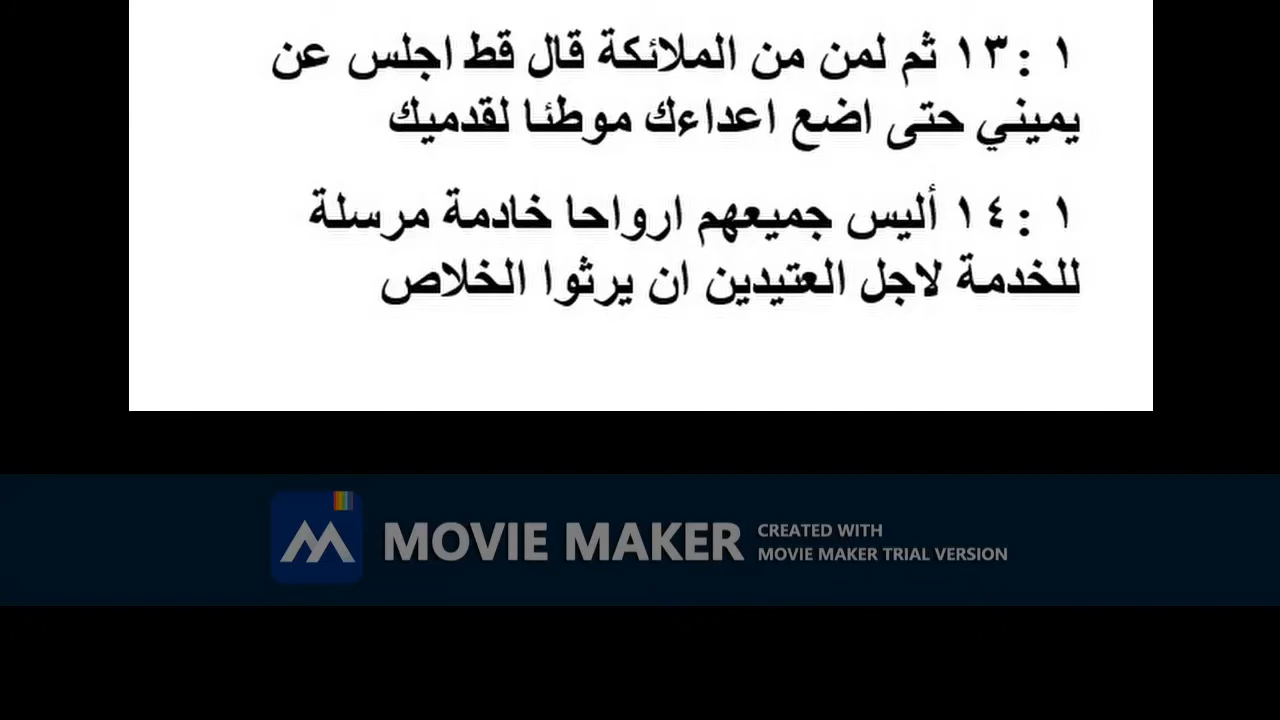 ١ :١٣ ثم لمن من الملائكة قال قط اجلس عن
يميني حتى اضع اعداءك موطئا لقدميك
١ :١٤ أليس جميعهم ارواحا خادمة مرسلة
للخدمة لاجل العتيدين ان يرثوا الخلاص
MOVIE MAKER
CREATED WITH
MOVIE MAKER TRIAL VERSION